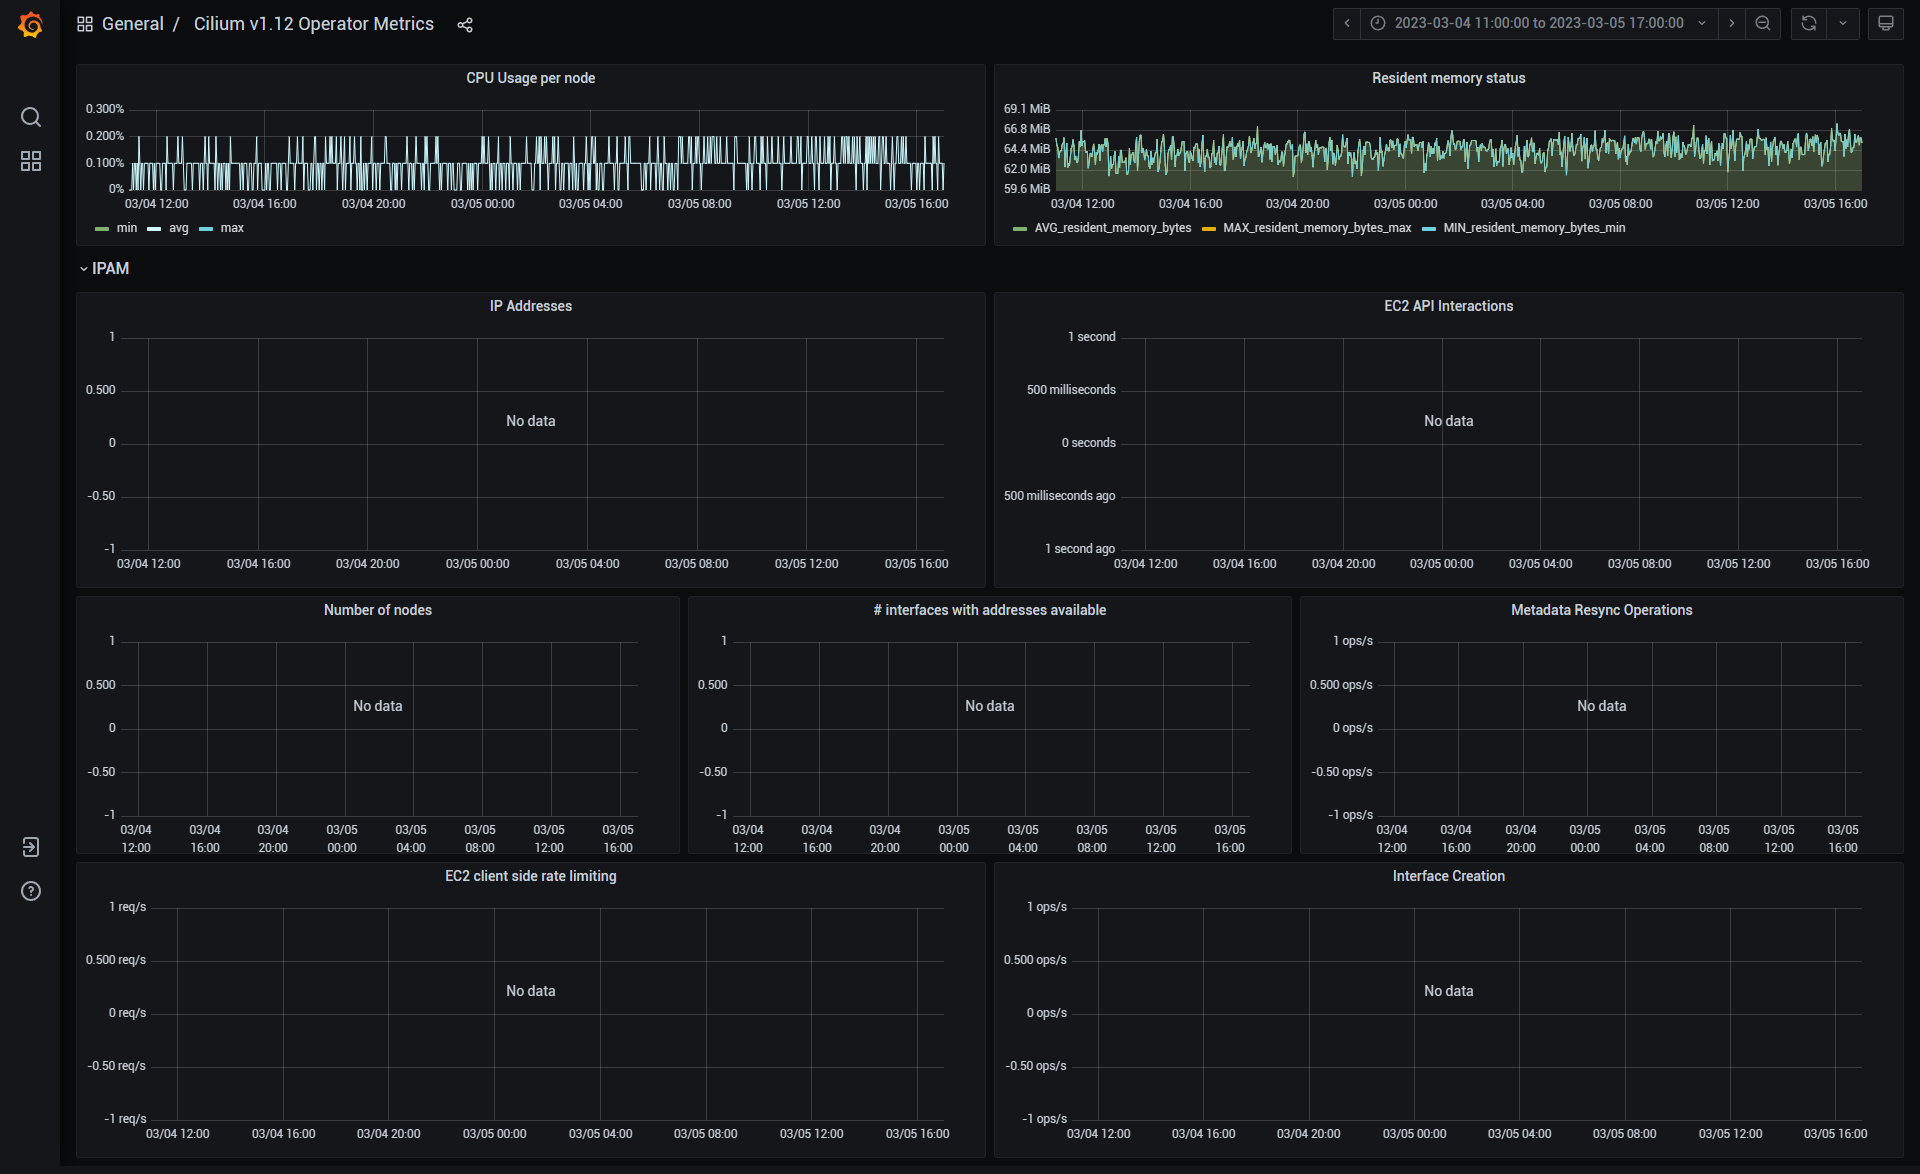 General / Cilium v1.12 Operator Metrics
2023-03-04 11:00:00 to 2023-03-05 17:00:00
CPU Usage per node
0.300%
0.200%
0.100%
0%
03/04 12:00 03/04 16:00 03/04 20:00 03/05 00:00 03/05 04:00 03/05 08:00 03/05 12:00 03/05 16:00
min avg max
Resident memory status
69.1 MiB
66.8 MiB
64.4 MiB
62.0 MiB
59.6 MiB
03/04 12:00 03/04 16:00 03/04 20:00 03/05 00:00 03/05 04:00 03/05 08:00 03/05 12:00 03/05 16:00
AVG_resident_memory_bytes MAX_resident_memory_bytes_max MIN_resident_memory_bytes_min
IPAM
IP Addresses
1
0.500
No data
0
-0.50
-1
03/04 12:00 03/04 16:00 03/04 20:00 03/05 00:00 03/05 04:00 03/05 08:00 03/05 12:00 03/05 16:00
EC2 API Interactions
1 second
500 milliseconds
No data
0 seconds
500 milliseconds ago
1 second ago
03/04 12:00 03/04 16:00 03/04 20:00 03/05 00:00 03/05 04:00 03/05 08:00 03/05 12:00 03/05 16:00
Number of nodes
1
0.500
No data
0
-0.50
-1
03/04 03/04 03/04 03/05 03/05 03/05 03/05 03/05
12:00 16:00 20:00 00:00 04:00 08:00 12:00 16:00
# interfaces with addresses available
1
0.500
No data
0
-0.50
-1
03/04 03/04 03/04 03/05 03/05 03/05 03/05 03/05
12:00 16:00 20:00 00:00 04:00 08:00 12:00 16:00
Metadata Resync Operations
1 ops/s
0.500 ops/s
No data
0 ops/s
-0.50 ops/s
-1 ops/s
03/04 03/04 03/04 03/05 03/05 03/05 03/05 03/05
12:00 16:00 20:00 00:00 04:00 08:00 12:00 16:00
EC2 client side rate limiting
1 req/s
0.500 req/s
No data
0 req/s
-0.50 req/s
-1 req/s
03/04 12:00 03/04 16:00 03/04 20:00 03/05 00:00 03/05 04:00 03/05 08:00 03/05 12:00 03/05 16:00
Interface Creation
1 ops/s
0.500 ops/s
No data
0 ops/s
-0.50 ops/s
-1 ops/s
03/04 12:00 03/04 16:00 03/04 20:00 03/05 00:00 03/05 04:00 03/05 08:00 03/05 12:00 03/05 16:00